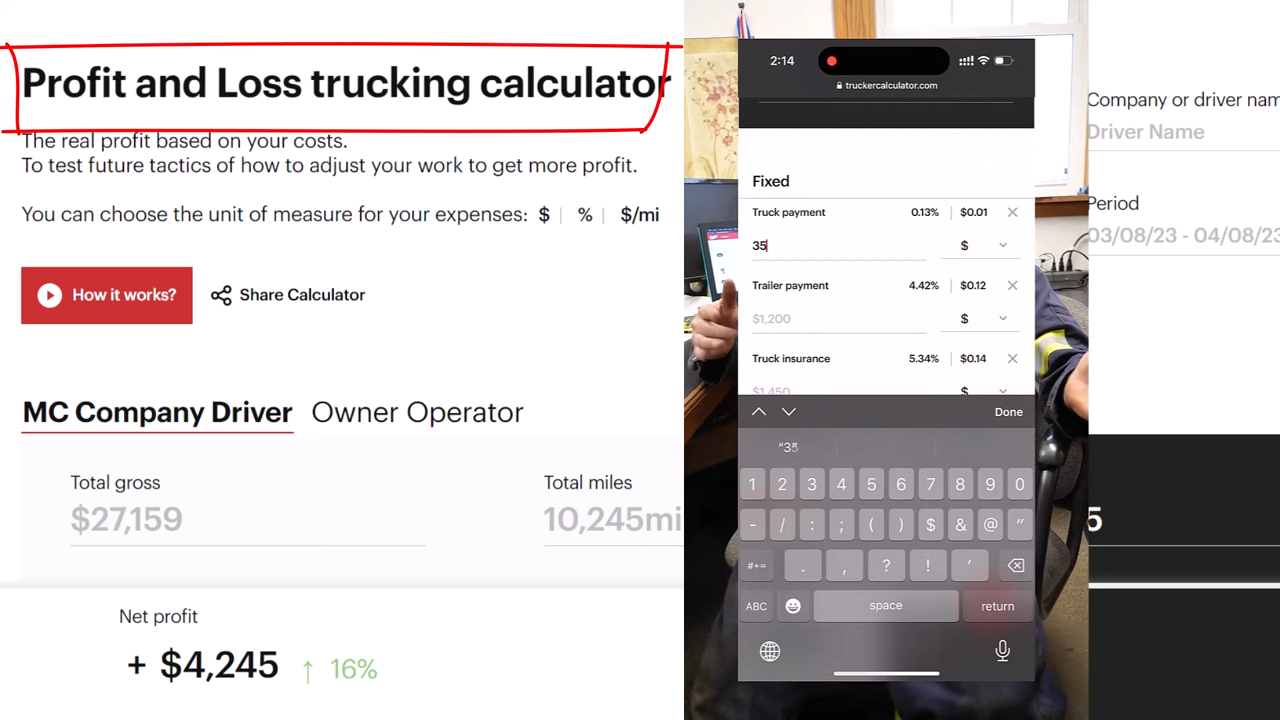 Profit and Loss trucking calculator
The real profit based on your costs.
To test future tactics of how to adjust your work to get more profit.
You can choose the unit of measure for your expenses: $ | % | $/mi
How it works?
Share Calculator
MC Company Driver
Owner Operator
Total gross
Total miles
$27,159
10,245mi
Net profit
+ $4,245 ↑ 16%
2:14
truckercalculator.com
Fixed
Truck payment 0.13% | $0.01
35 $
Trailer payment 4.42% | $0.12
$1,200 $
Truck insurance 5.34% | $0.14
$1,450 $
Done
"35
1 2 3 4 5 6 7 8 9 0
- / : ; ( ) $ & @ "
#+= . , ? ! '
ABC space return
Company or driver nam
Driver Name
Period
03/08/23 - 04/08/23
5